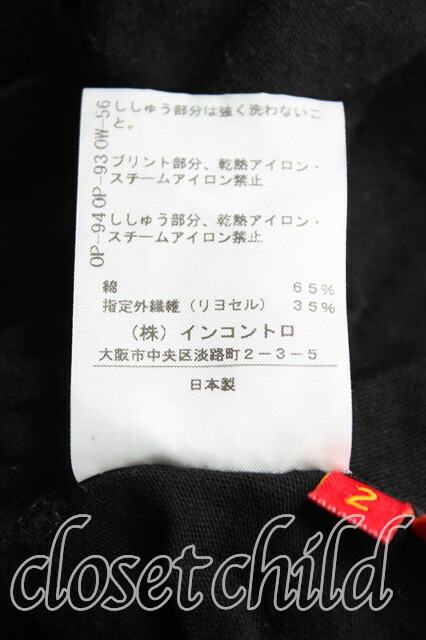 ししゅう部分は強く洗わないこ
と。
プリント部分、乾熱アイロン・
スチームアイロン禁止
ししゅう部分、乾熱アイロン・
スチームアイロン禁止
綿 65%
指定外繊維(リヨセル) 35%
(株)インコントロ
大阪市中央区淡路町2-3-5
日本製
OP-94OP-93OW-56
2
closet child